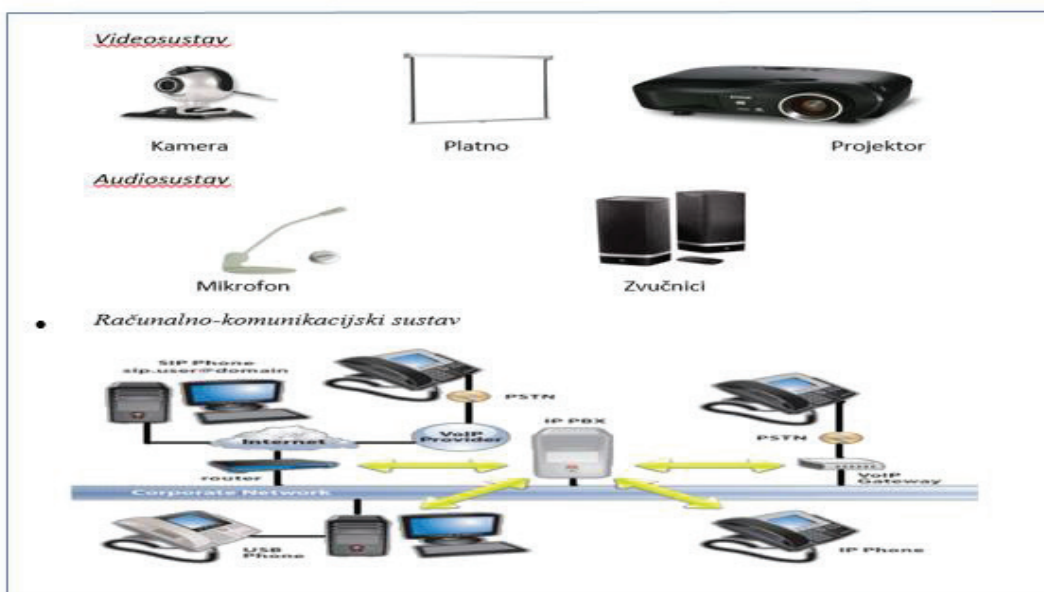 Videosustav
Kamera
Platno
Projektor
Audiosustav
Mikrofon
Zvučnici
• Računalno-komunikacijski sustav
SIP Phone
sip.user@domain
PSTN
IP PBX
Internet
VoIP
Provider
PSTN
router
VoIP
Gateway
Corporate Network
USB
Phone
IP Phone